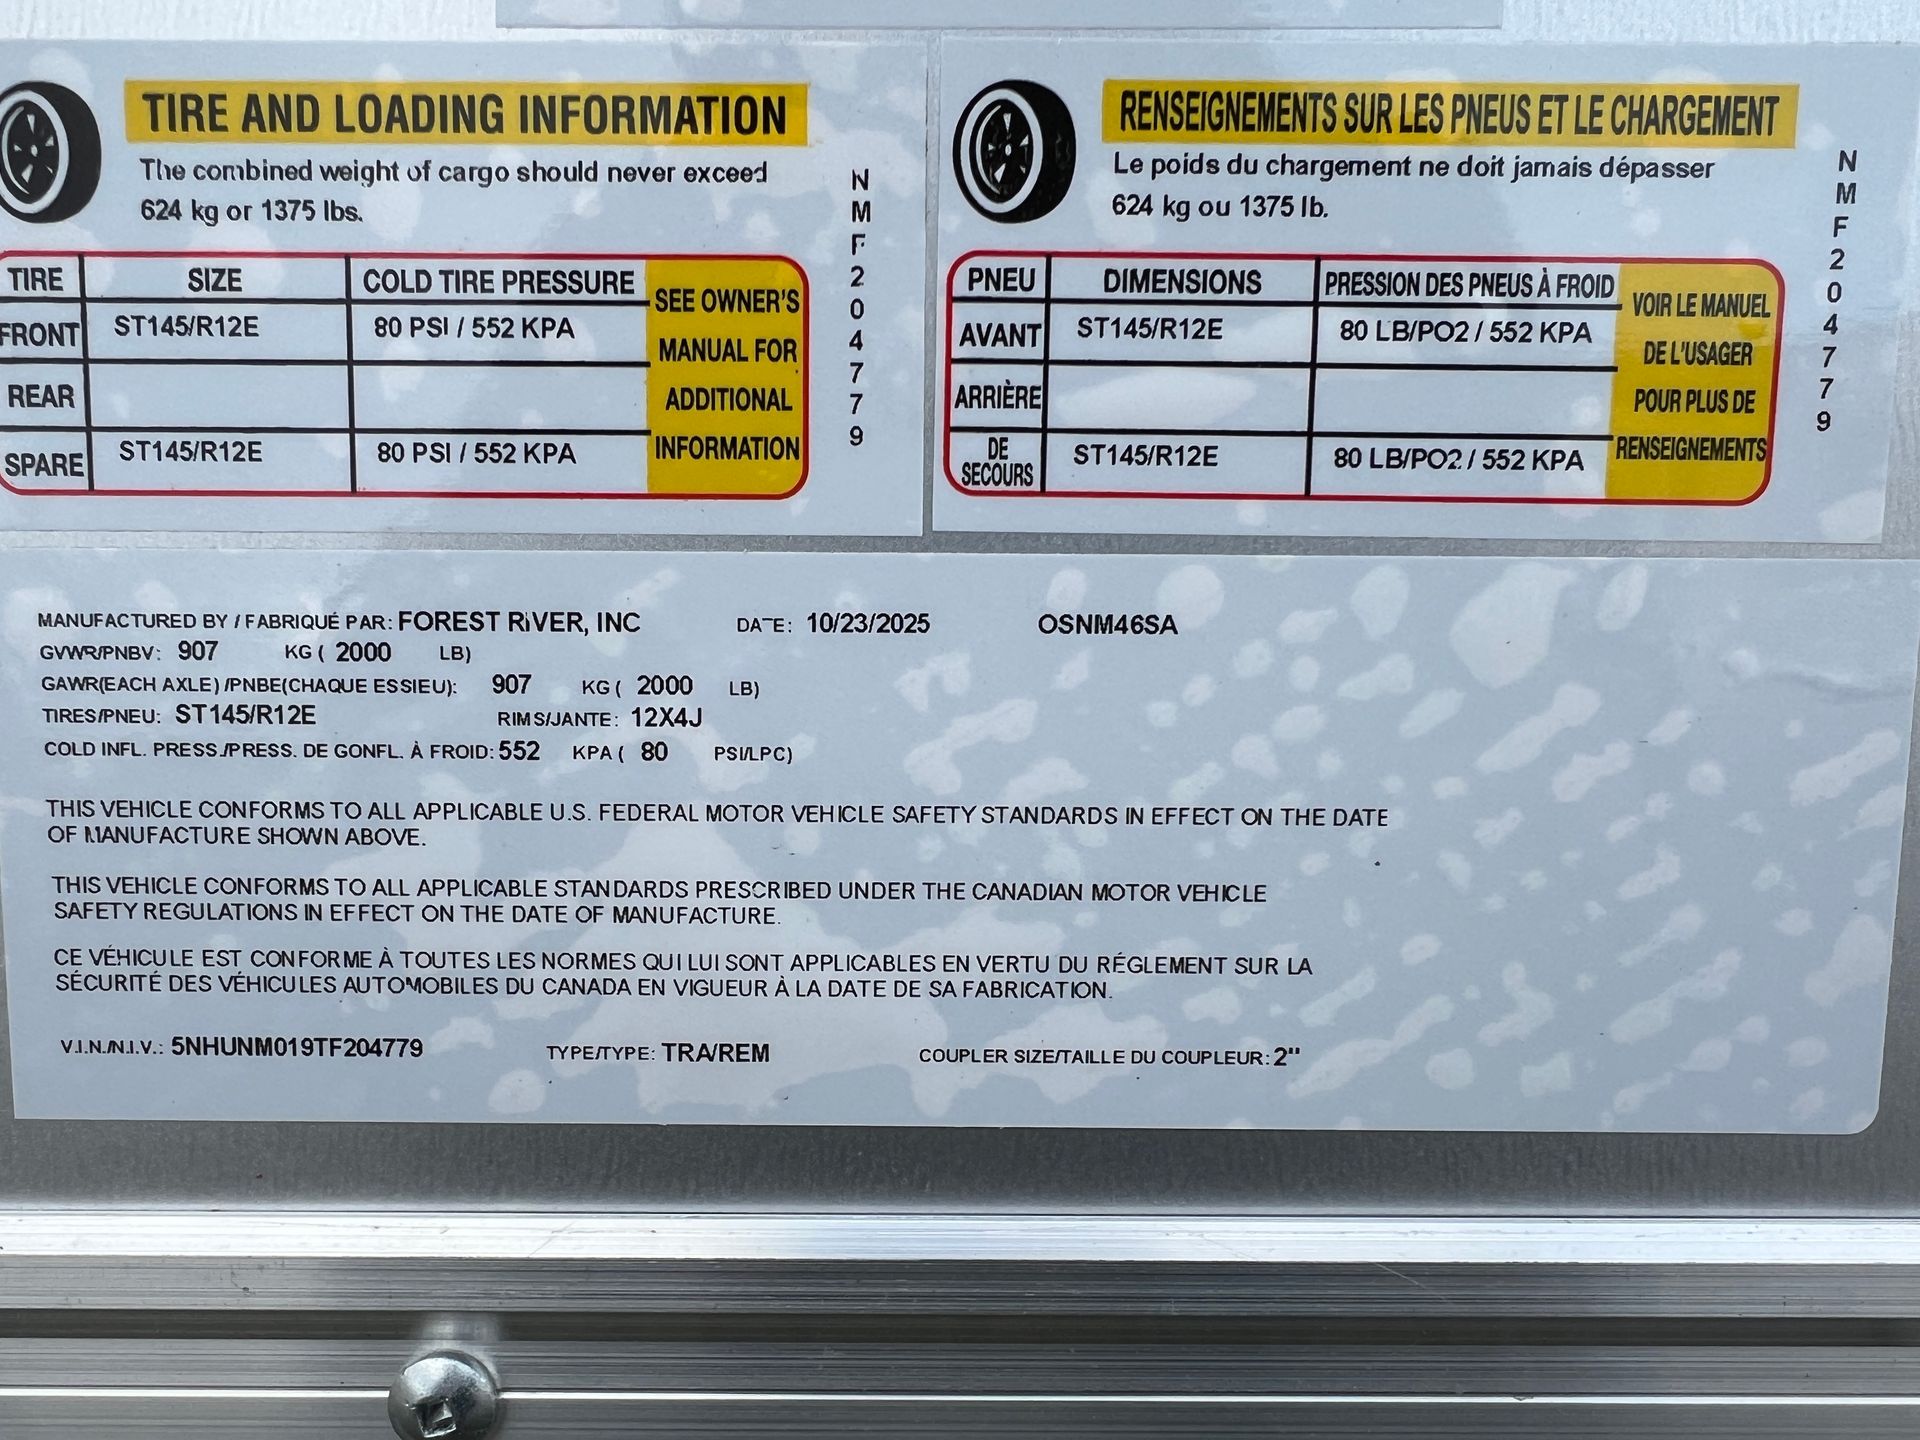 TIRE AND LOADING INFORMATION
The combined weight of cargo should never exceed
624 kg or 1375 lbs.
TIRE SIZE COLD TIRE PRESSURE
FRONT ST145/R12E 80 PSI / 552 KPA
REAR
SPARE ST145/R12E 80 PSI / 552 KPA
SEE OWNER'S
MANUAL FOR
ADDITIONAL
INFORMATION
NMF204779
RENSEIGNEMENTS SUR LES PNEUS ET LE CHARGEMENT
Le poids du chargement ne doit jamais dépasser
624 kg ou 1375 lb.
PNEU DIMENSIONS PRESSION DES PNEUS À FROID
AVANT ST145/R12E 80 LB/PO2 / 552 KPA
ARRIÈRE
DE
SECOURS ST145/R12E 80 LB/PO2 / 552 KPA
VOIR LE MANUEL
DE L'USAGER
POUR PLUS DE
RENSEIGNEMENTS
NMF204779
MANUFACTURED BY / FABRIQUÉ PAR: FOREST RIVER, INC DATE: 10/23/2025 OSNM46SA
GVWR/PNBV: 907 KG ( 2000 LB)
GAWR(EACH AXLE) /PNBE(CHAQUE ESSIEU): 907 KG ( 2000 LB)
TIRES/PNEU: ST145/R12E RIMS/JANTE: 12X4J
COLD INFL. PRESS./PRESS. DE GONFL. À FROID: 552 KPA ( 80 PSI/LPC)
THIS VEHICLE CONFORMS TO ALL APPLICABLE U.S. FEDERAL MOTOR VEHICLE SAFETY STANDARDS IN EFFECT ON THE DATE
OF MANUFACTURE SHOWN ABOVE.
THIS VEHICLE CONFORMS TO ALL APPLICABLE STANDARDS PRESCRIBED UNDER THE CANADIAN MOTOR VEHICLE
SAFETY REGULATIONS IN EFFECT ON THE DATE OF MANUFACTURE.
CE VÉHICULE EST CONFORME À TOUTES LES NORMES QUI LUI SONT APPLICABLES EN VERTU DU RÉGLEMENT SUR LA
SÉCURITÉ DES VÉHICULES AUTOMOBILES DU CANADA EN VIGUEUR À LA DATE DE SA FABRICATION.
V.I.N./N.I.V.: 5NHUNM019TF204779 TYPE/TYPE: TRA/REM COUPLER SIZE/TAILLE DU COUPLEUR: 2"